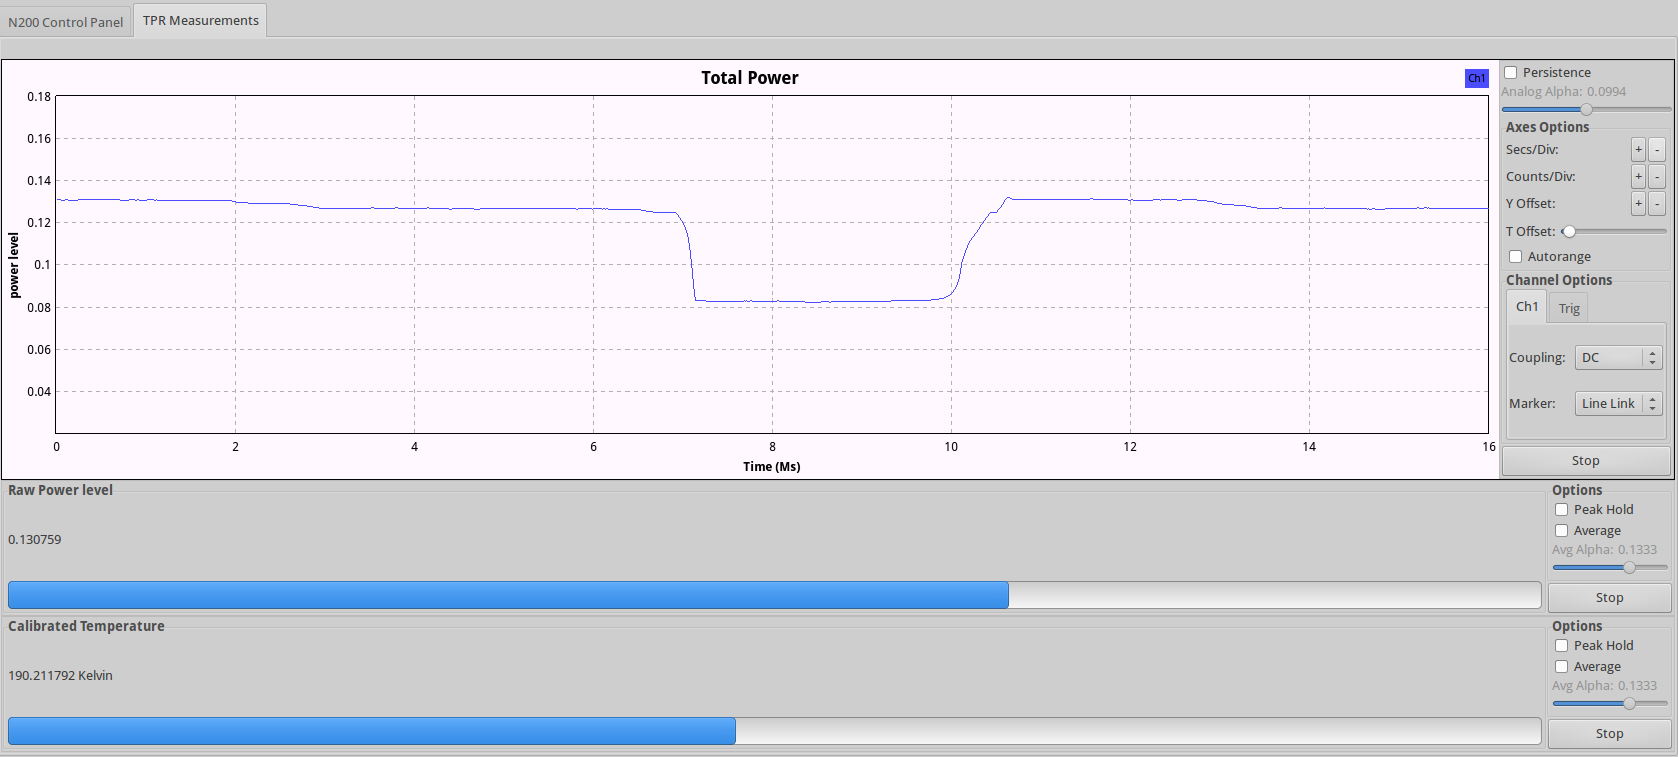 N200 Control Panel TPR Measurements
Total Power
Ch1
0.18
0.16
0.14
0.12
0.1
0.08
0.06
0.04
power level
0 2 4 6 8 10 12 14 16
Time (Ms)
Persistence
Analog Alpha: 0.0994
Axes Options
Secs/Div: + -
Counts/Div: + -
Y Offset: + -
T Offset:
Autorange
Channel Options
Ch1 Trig
Coupling: DC
Marker: Line Link
Stop
Raw Power level
0.130759
Options
Peak Hold
Average
Avg Alpha: 0.1333
Stop
Calibrated Temperature
190.211792 Kelvin
Options
Peak Hold
Average
Avg Alpha: 0.1333
Stop